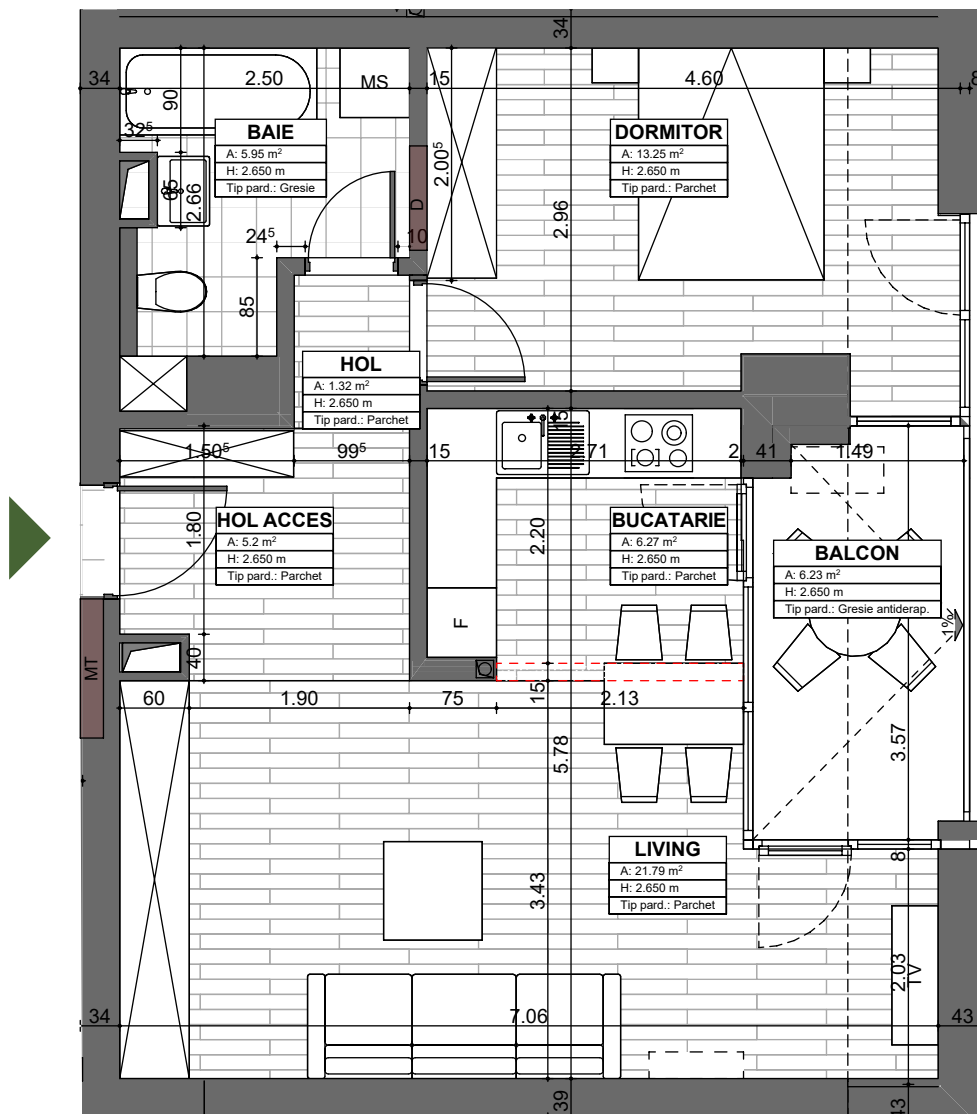 34
34
2.50
MS
15
4.60
8
90
32⁵
BAIE
A: 5.95 m²
H: 2.650 m
Tip pard.: Gresie
DORMITOR
A: 13.25 m²
H: 2.650 m
Tip pard.: Parchet
2.00⁵
65
2.66
D
2.96
24⁵
10
85
HOL
A: 1.32 m²
H: 2.650 m
Tip pard.: Parchet
1.50⁵
99⁵
15
2.71
2
41
1.49
1.80
HOL ACCES
A: 5.2 m²
H: 2.650 m
Tip pard.: Parchet
2.20
BUCATARIE
A: 6.27 m²
H: 2.650 m
Tip pard.: Parchet
BALCON
A: 6.23 m²
H: 2.650 m
Tip pard.: Gresie antiderap.
1%
F
40
MT
60
1.90
75
15
2.13
5.78
3.57
LIVING
A: 21.79 m²
H: 2.650 m
Tip pard.: Parchet
8
3.43
2.03
TV
34
7.06
43
39
43